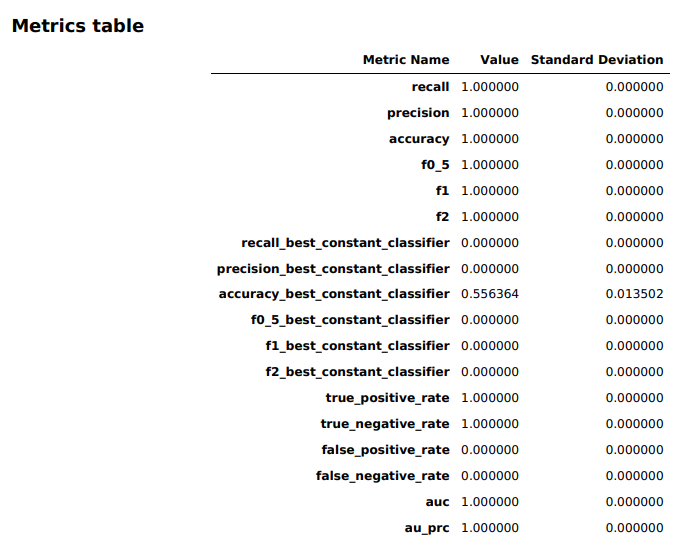 Metrics table
Metric Name Value Standard Deviation
recall 1.000000 0.000000
precision 1.000000 0.000000
accuracy 1.000000 0.000000
f0_5 1.000000 0.000000
f1 1.000000 0.000000
f2 1.000000 0.000000
recall_best_constant_classifier 0.000000 0.000000
precision_best_constant_classifier 0.000000 0.000000
accuracy_best_constant_classifier 0.556364 0.013502
f0_5_best_constant_classifier 0.000000 0.000000
f1_best_constant_classifier 0.000000 0.000000
f2_best_constant_classifier 0.000000 0.000000
true_positive_rate 1.000000 0.000000
true_negative_rate 1.000000 0.000000
false_positive_rate 0.000000 0.000000
false_negative_rate 0.000000 0.000000
auc 1.000000 0.000000
au_prc 1.000000 0.000000